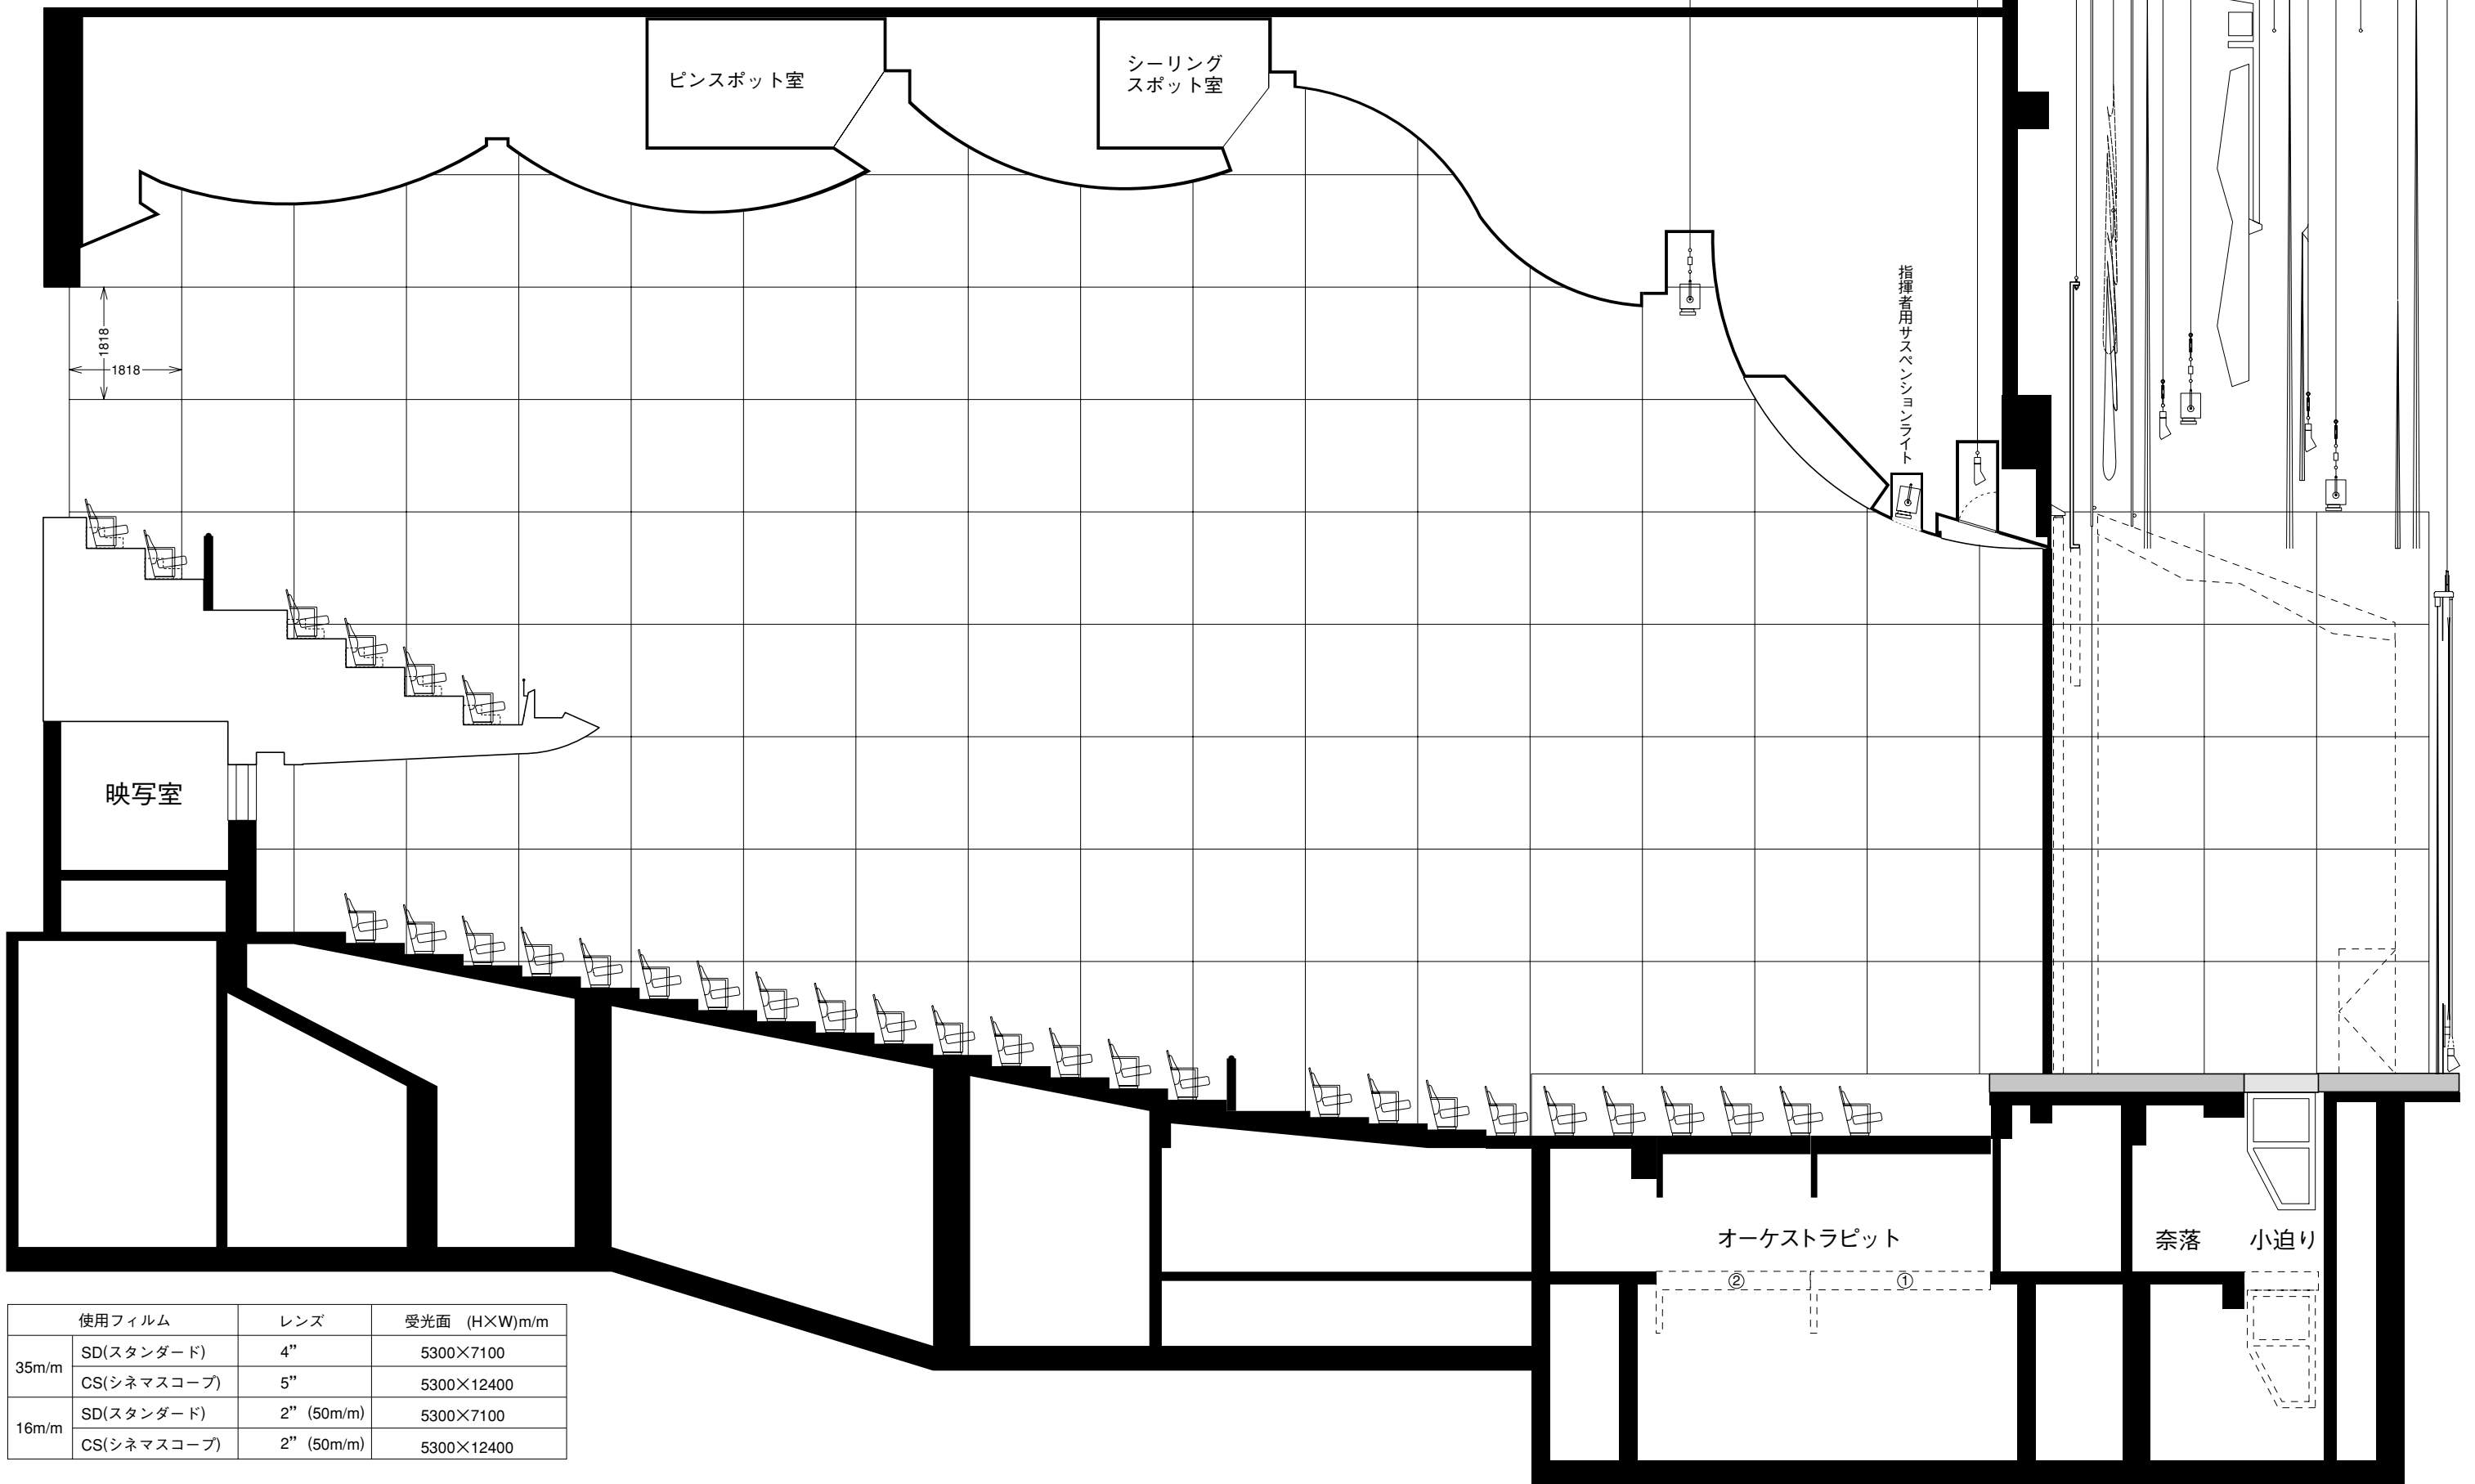 ピンスポット室
シーリング
スポット室
指揮者用サスペンションライト
1818
1818
映写室
オーケストラピット
奈落
小迫り
②
①
使用フィルム レンズ 受光面 (H×W)m/m
35m/m SD(スタンダード) 4” 5300×7100
CS(シネマスコープ) 5” 5300×12400
16m/m SD(スタンダード) 2” (50m/m) 5300×7100
CS(シネマスコープ) 2” (50m/m) 5300×12400